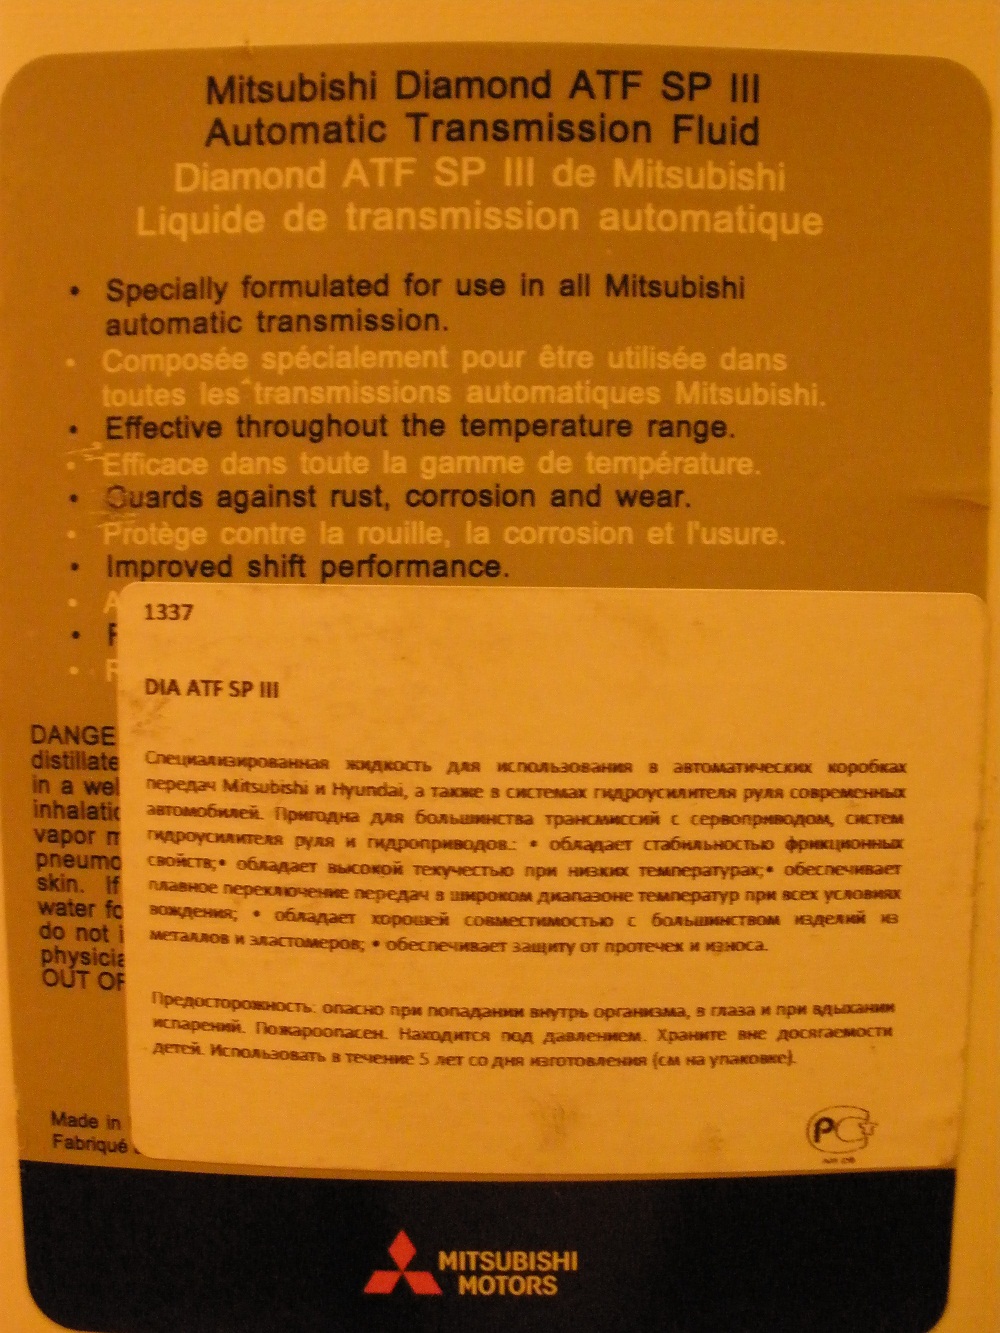 Mitsubishi Diamond ATF SP III
Automatic Transmission Fluid
Diamond ATF SP III de Mitsubishi
Liquide de transmission automatique
• Specially formulated for use in all Mitsubishi
automatic transmission.
• Composée spécialement pour être utilisée dans
toutes les transmissions automatiques Mitsubishi.
• Effective throughout the temperature range.
• Efficace dans toute la gamme de température.
• Guards against rust, corrosion and wear.
• Protège contre la rouille, la corrosion et l'usure.
• Improved shift performance.
• A
• F
• R
1337
DIA ATF SP III
Специализированная жидкость для использования в автоматических коробках
передач Mitsubishi и Hyundai, а также в системах гидроусилителя руля современных
автомобилей. Пригодна для большинства трансмиссий с сервоприводом, систем
гидроусилителя руля и гидроприводов.: • обладает стабильностью фрикционных
свойств;• обладает высокой текучестью при низких температурах;• обеспечивает
плавное переключение передач в широком диапазоне температур при всех условиях
вождения; • обладает хорошей совместимостью с большинством изделий из
металлов и эластомеров; • обеспечивает защиту от протечек и износа.
Предосторожность: опасно при попадании внутрь организма, в глаза и при вдыхании
испарений. Пожароопасен. Находится под давлением. Храните вне досягаемости
детей. Использовать в течение 5 лет со дня изготовления (см на упаковке).
DANGE
distillate
in a wel
inhalatic
vapor m
pneumo
skin. If
water fo
do not i
physicia
OUT OF
Made in
Fabriqué
РСТ
MITSUBISHI
MOTORS